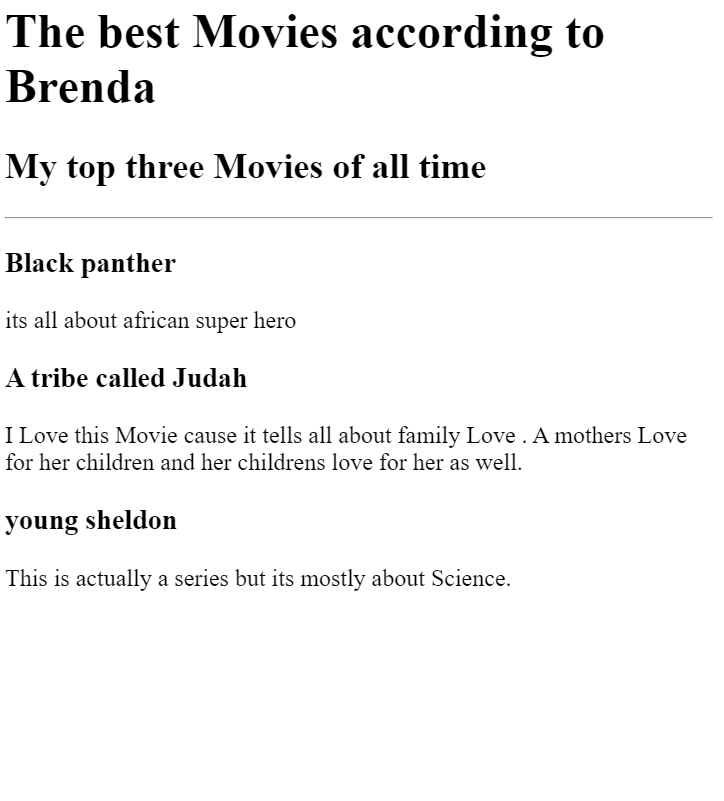 The best Movies according to
Brenda
My top three Movies of all time
Black panther
its all about african super hero
A tribe called Judah
I Love this Movie cause it tells all about family Love . A mothers Love
for her children and her childrens love for her as well.
young sheldon
This is actually a series but its mostly about Science.